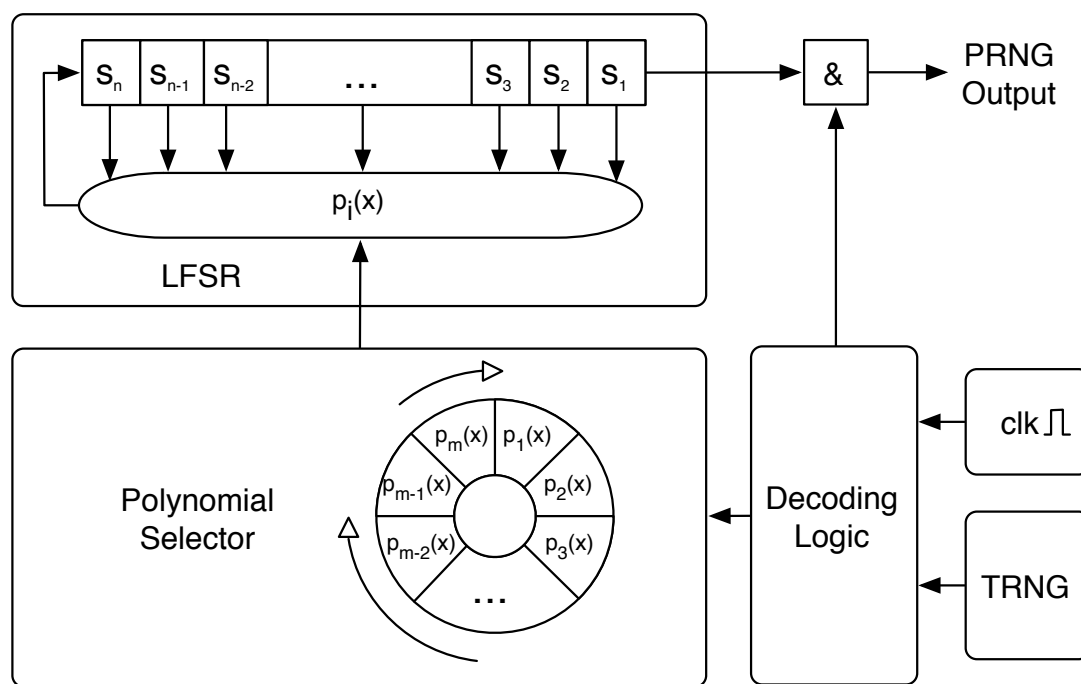 Sₙ Sₙ₋₁ Sₙ₋₂ ... S₃ S₂ S₁
&
PRNG
Output
pᵢ(x)
LFSR
Polynomial
Selector
pₘ(x) p₁(x)
pₘ₋₁(x) p₂(x)
pₘ₋₂(x) p₃(x)
...
Decoding
Logic
clk
TRNG